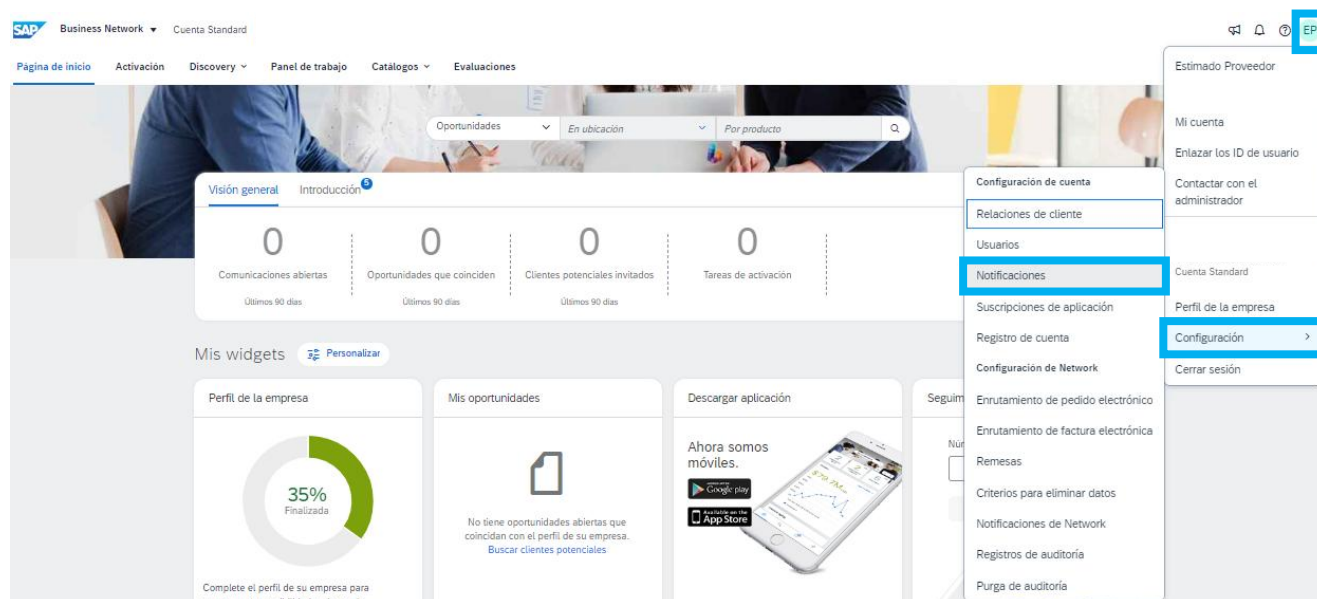 SAP Business Network Cuenta Standard
EP
Página de inicio Activación Discovery Panel de trabajo Catálogos Evaluaciones
Oportunidades En ubicación Por producto
Visión general Introducción 5
0 0 0 0
Comunicaciones abiertas Oportunidades que coinciden Clientes potenciales invitados Tareas de activación
Últimos 90 días Últimos 90 días Últimos 90 días
Mis widgets Personalizar
Perfil de la empresa
35%
Finalizada
Complete el perfil de su empresa para
Mis oportunidades
No tiene oportunidades abiertas que
coincidan con el perfil de su empresa.
Buscar clientes potenciales
Descargar aplicación
Ahora somos
móviles.
Google play
Available on the
App Store
Seguim
Núm
Configuración de cuenta
Relaciones de cliente
Usuarios
Notificaciones
Suscripciones de aplicación
Registro de cuenta
Configuración de Network
Enrutamiento de pedido electrónico
Enrutamiento de factura electrónica
Remesas
Criterios para eliminar datos
Notificaciones de Network
Registros de auditoría
Purga de auditoría
Estimado Proveedor
Mi cuenta
Enlazar los ID de usuario
Contactar con el
administrador
Cuenta Standard
Perfil de la empresa
Configuración
Cerrar sesión